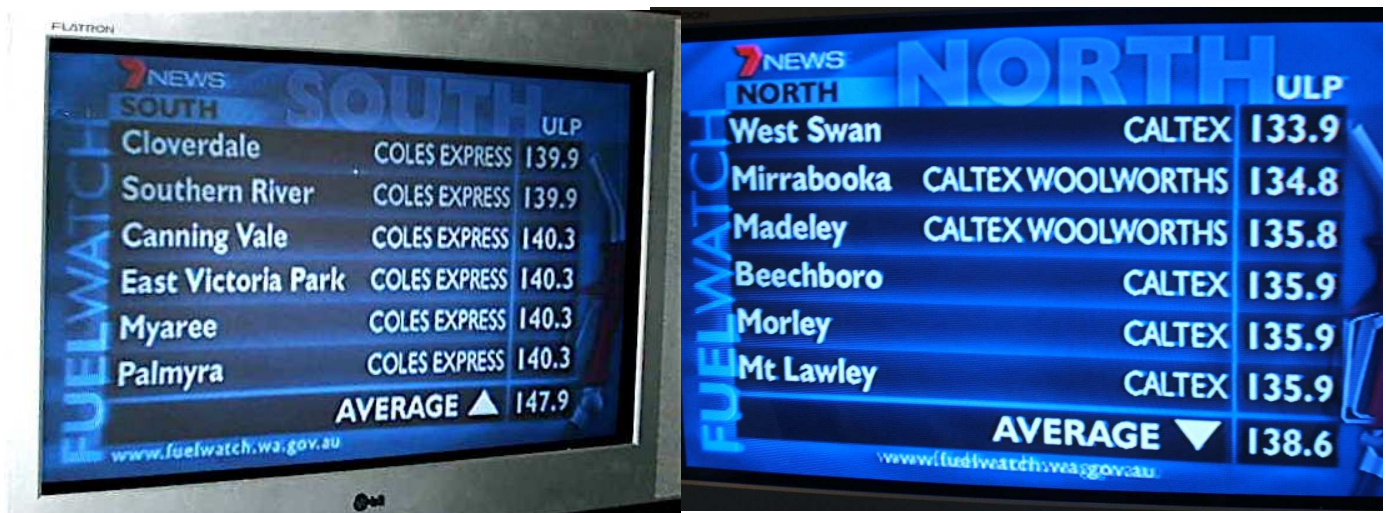 FLATRON
7NEWS
SOUTH
SOUTH
ULP
FUELWATCH
Cloverdale COLES EXPRESS 139.9
Southern River COLES EXPRESS 139.9
Canning Vale COLES EXPRESS 140.3
East Victoria Park COLES EXPRESS 140.3
Myaree COLES EXPRESS 140.3
Palmyra COLES EXPRESS 140.3
AVERAGE ▲ 147.9
www.fuelwatch.wa.gov.au
LG
7NEWS
NORTH
NORTH
ULP
FUELWATCH
West Swan CALTEX 133.9
Mirrabooka CALTEX WOOLWORTHS 134.8
Madeley CALTEX WOOLWORTHS 135.8
Beechboro CALTEX 135.9
Morley CALTEX 135.9
Mt Lawley CALTEX 135.9
AVERAGE ▼ 138.6
www.fuelwatch.wa.gov.au